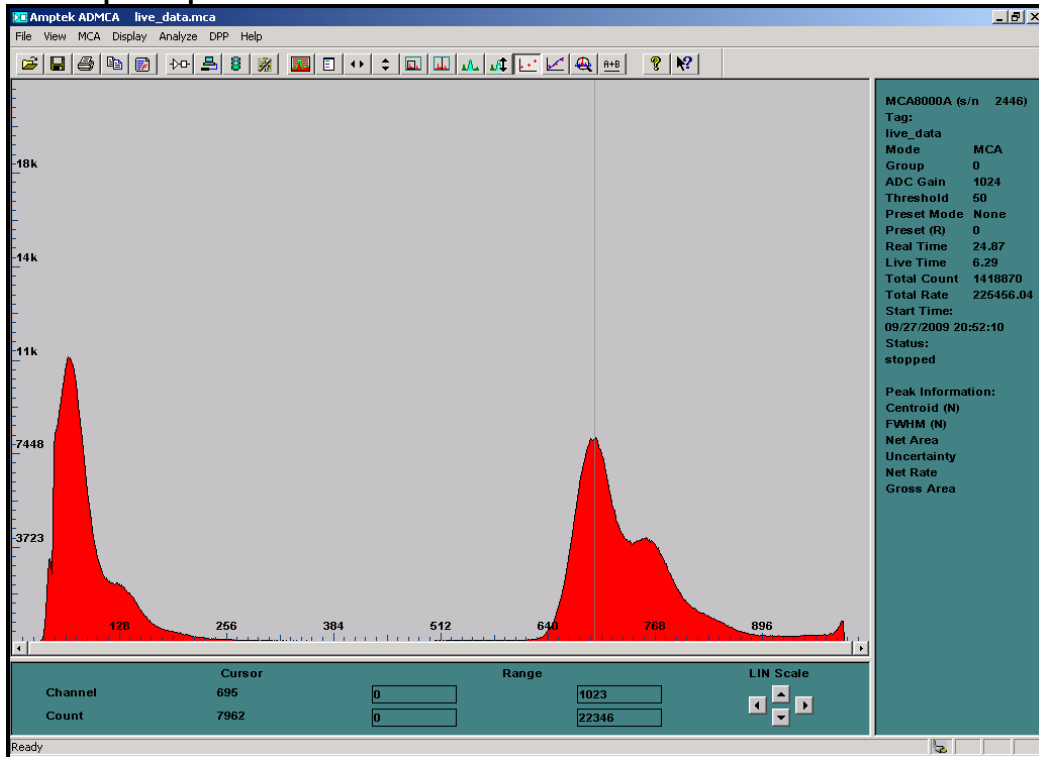 Amptek ADMCA live_data.mca
File View MCA Display Analyze DPP Help
A+B
18k
14k
11k
7448
3723
128 256 384 512 640 768 896
MCA8000A (s/n 2446)
Tag:
live_data
Mode MCA
Group 0
ADC Gain 1024
Threshold 50
Preset Mode None
Preset (R) 0
Real Time 24.87
Live Time 6.29
Total Count 1418870
Total Rate 225456.04
Start Time:
09/27/2009 20:52:10
Status:
stopped
Peak Information:
Centroid (N)
FWHM (N)
Net Area
Uncertainty
Net Rate
Gross Area
Cursor Range LIN Scale
Channel 695 0 1023
Count 7962 0 22346
Ready